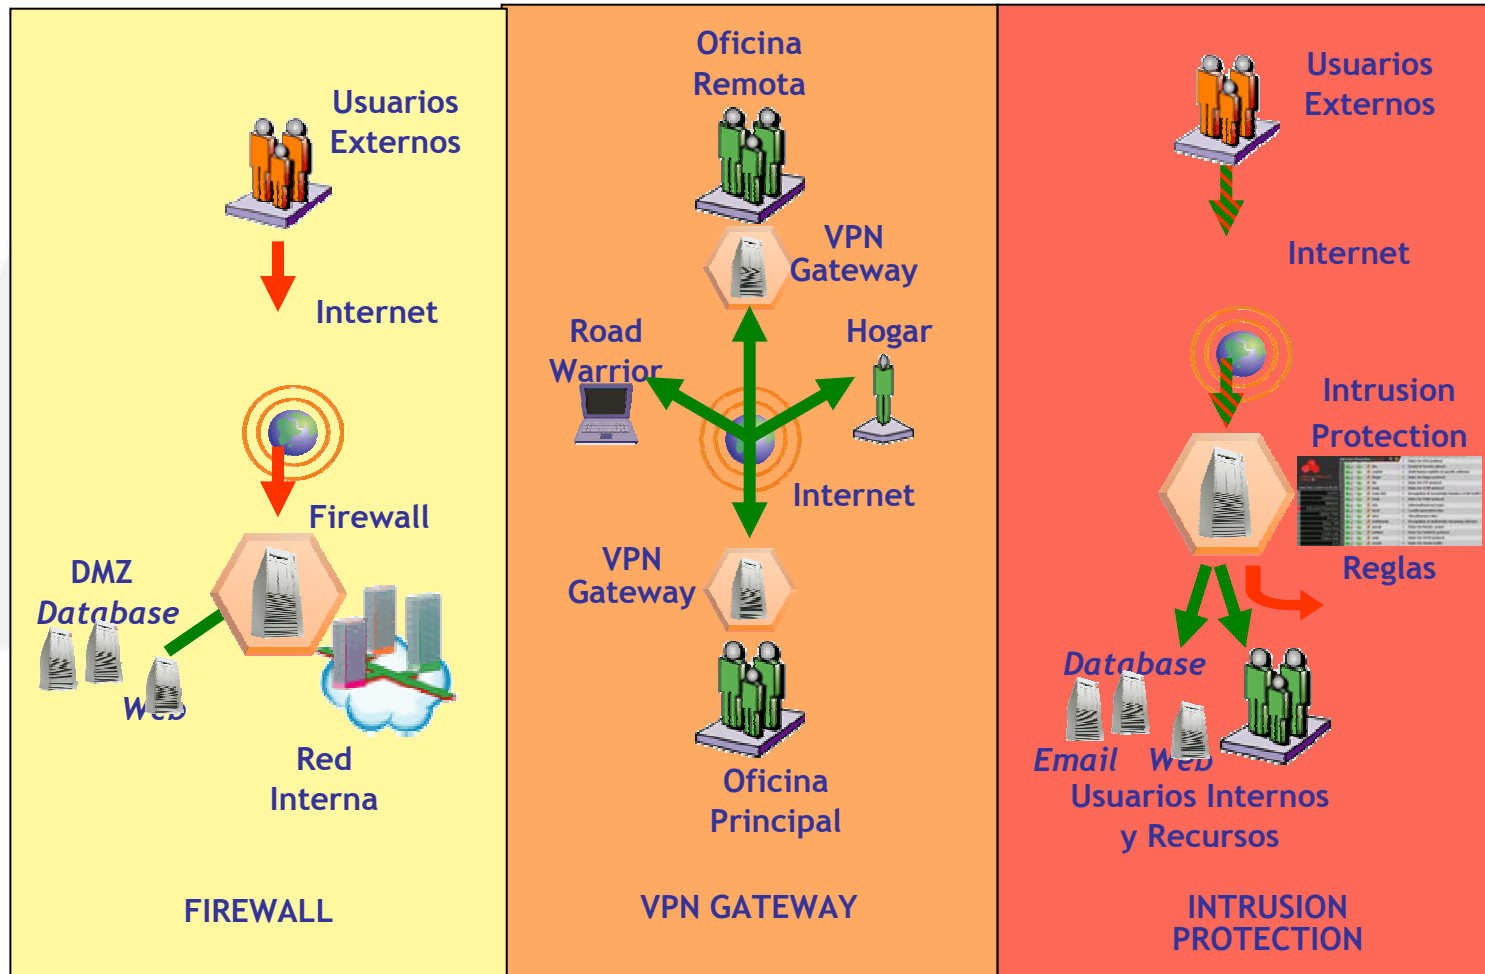 Usuarios
Externos
Internet
Firewall
DMZ
Database
Web
Red
Interna
FIREWALL
Oficina
Remota
VPN
Gateway
Road
Warrior
Hogar
Internet
VPN
Gateway
Oficina
Principal
VPN GATEWAY
Usuarios
Externos
Internet
Intrusion
Protection
Reglas
Database
Email Web
Usuarios Internos
y Recursos
INTRUSION
PROTECTION